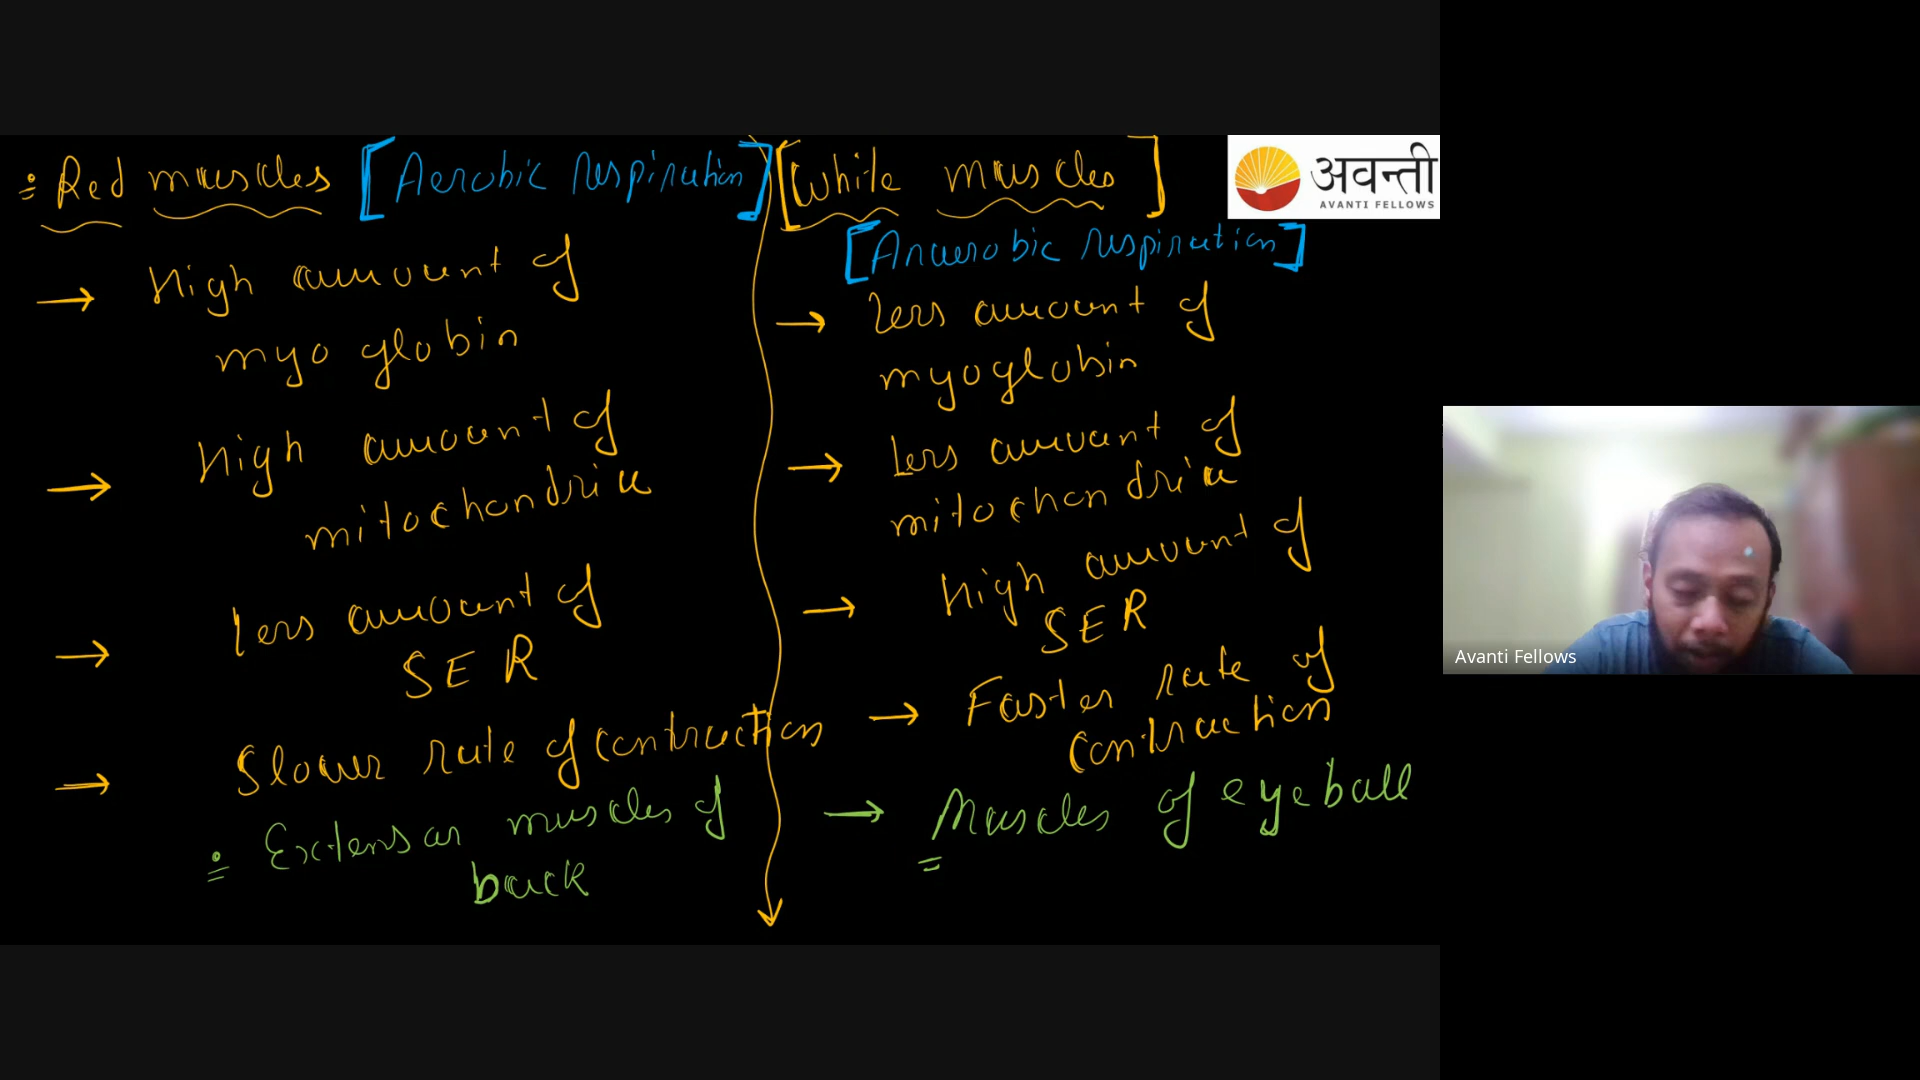 Red muscles [Aerobic respiration]
→ High amount of
myoglobin
→ High amount of
mitochondria
→ less amount of
SER
→ Slower rate of contraction
Extensor muscles of
back
[White muscles]
[Anaerobic respiration]
→ less amount of
myoglobin
→ Less amount of
mitochondria
→ High amount of
SER
→ Faster rate of
contraction
→ Muscles of eyeball
अवन्ती
AVANTI FELLOWS
Avanti Fellows